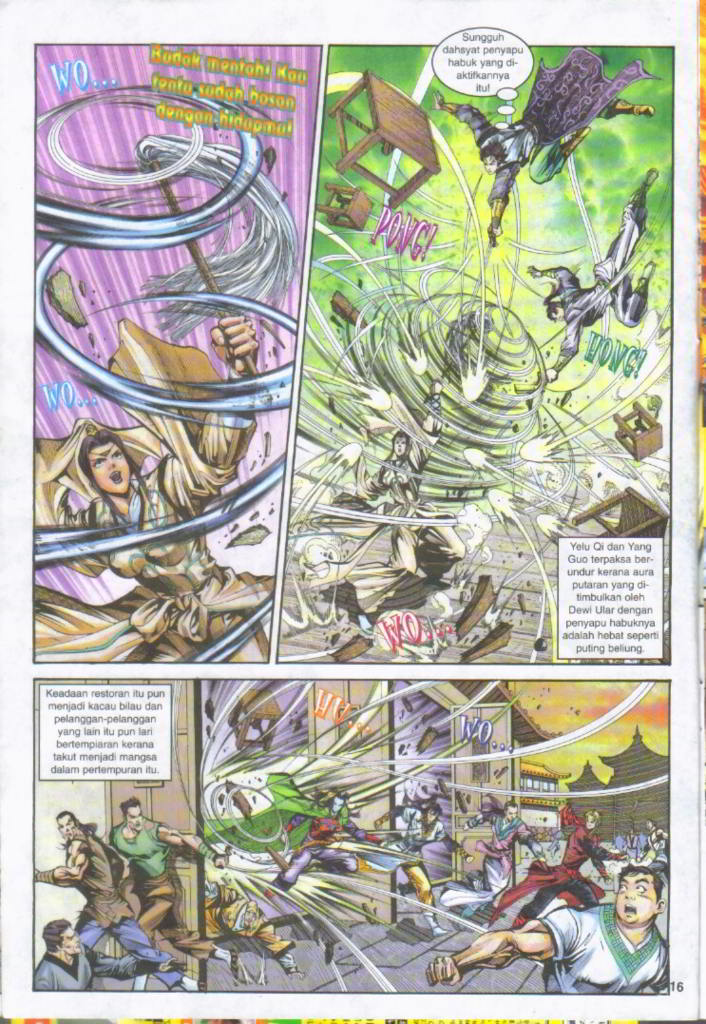 WO...
Budak mentah! Kau
tentu sudah bosan
dengan hidupmu!
WO...
Sungguh
dahsyat penyapu
habuk yang di-
aktifkannya
itu!
PONG!
HONG!
WO...
Yelu Qi dan Yang
Guo terpaksa ber-
undur kerana aura
putaran yang di-
timbulkan oleh
Dewi Ular dengan
penyapu habuknya
adalah hebat seperti
puting beliung.
Keadaan restoran itu pun
menjadi kacau bilau dan
pelanggan-pelanggan
yang lain itu pun lari
bertempiaran kerana
takut menjadi mangsa
dalam pertempuran itu.
HA...
WO...
16